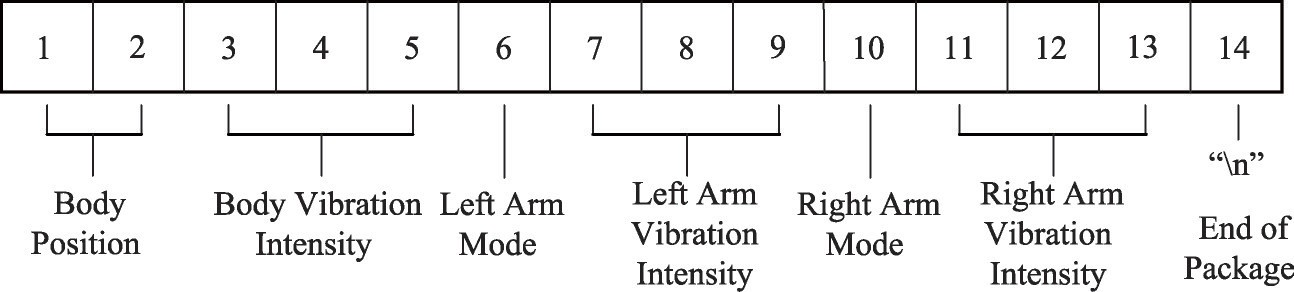 1 2 3 4 5 6 7 8 9 10 11 12 13 14
Body
Position
Body Vibration
Intensity
Left Arm
Mode
Left Arm
Vibration
Intensity
Right Arm
Mode
Right Arm
Vibration
Intensity
“\n”
End of
Package